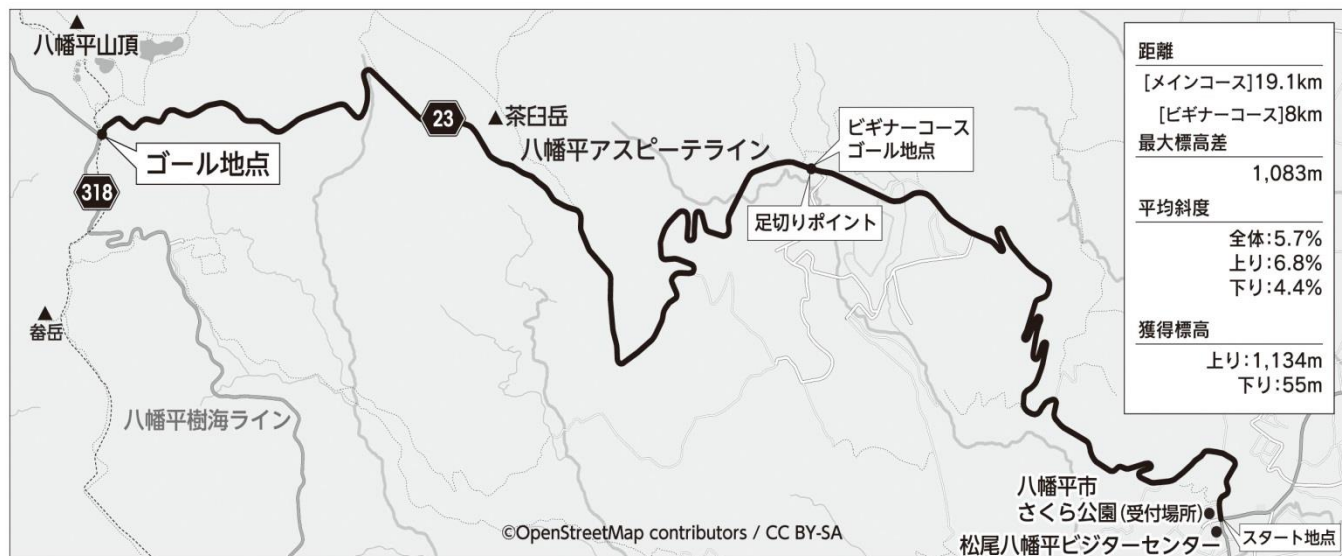 八幡平山頂
ゴール地点
318
23
茶臼岳
八幡平アスピーテライン
ビギナーコース
ゴール地点
足切りポイント
畚岳
八幡平樹海ライン
©OpenStreetMap contributors / CC BY-SA
八幡平市
さくら公園(受付場所)
松尾八幡平ビジターセンター
スタート地点
距離
[メインコース]19.1km
[ビギナーコース]8km
最大標高差
1,083m
平均斜度
全体:5.7%
上り:6.8%
下り:4.4%
獲得標高
上り:1,134m
下り:55m